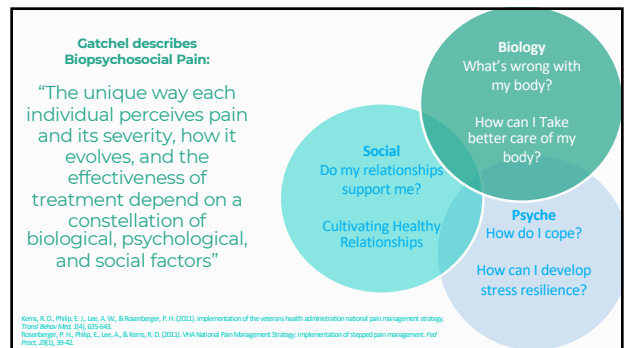 Gatchel describes
Biopsychosocial Pain:
“The unique way each
individual perceives pain
and its severity, how it
evolves, and the
effectiveness of
treatment depend on a
constellation of
biological, psychological,
and social factors”
Biology
What’s wrong with
my body?
How can I Take
better care of my
body?
Social
Do my relationships
support me?
Cultivating Healthy
Relationships
Psyche
How do I cope?
How can I develop
stress resilience?
Kerns, R. D., Philip, E. J., Lee, A. W., & Rosenberger, P. H. (2011). Implementation of the veterans health administration national pain management strategy.
Transl Behav Med, 1(4), 635-643.
Rosenberger, P. H., Philip, E., Lee, A., & Kerns, R. D. (2011). VHA National Pain Management Strategy: implementation of stepped pain management. Fed
Pract, 28(1), 39-42.